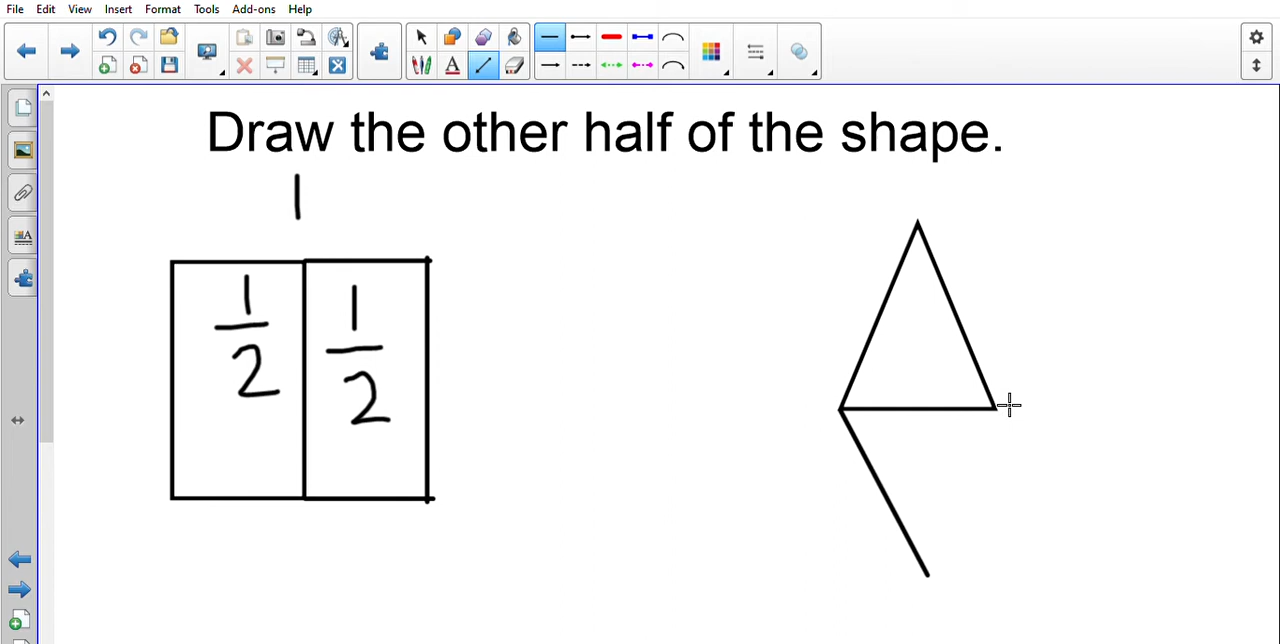 File Edit View Insert Format Tools Add-ons Help
Draw the other half of the shape.
1
1 1
2 2